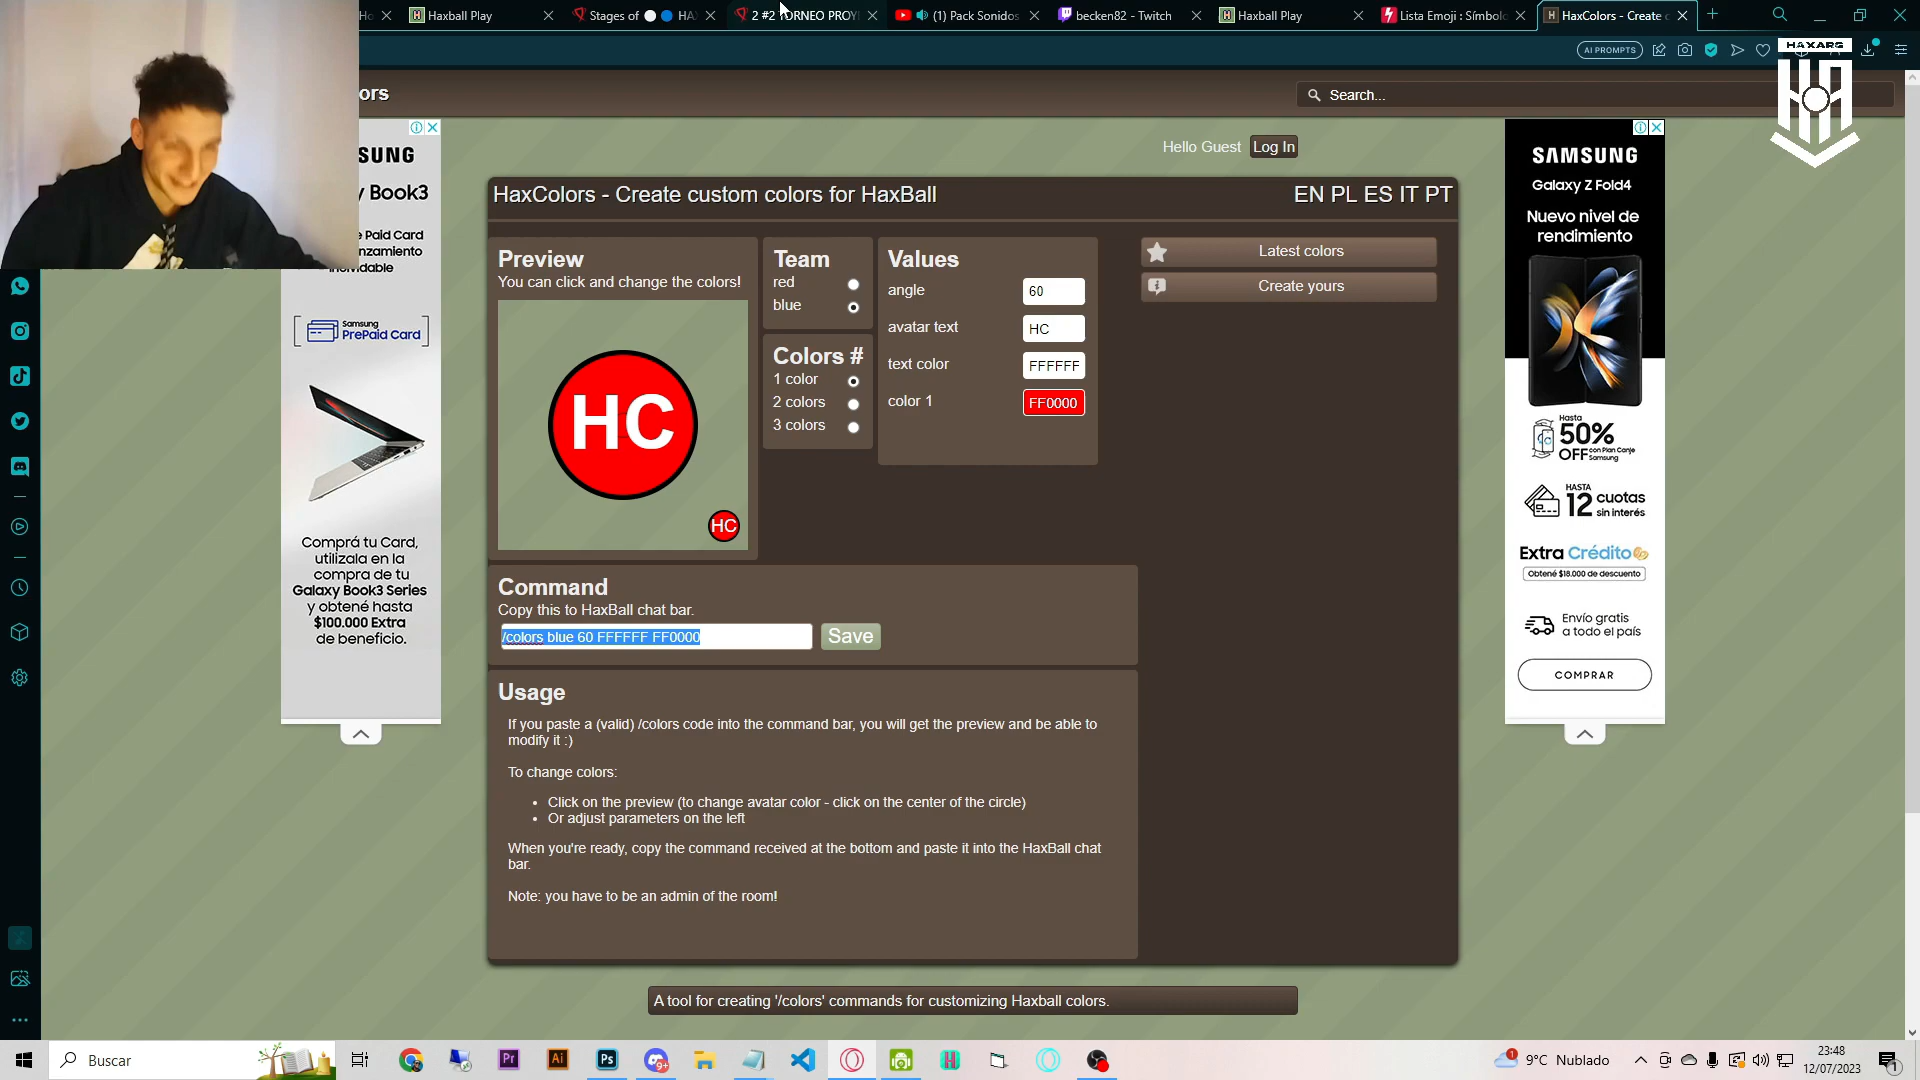 Haxball Play
Stages of
HA
2 #2 TORNEO PROY
(1) Pack Sonidos
becken82 - Twitch
Haxball Play
Lista Emoji : Símbolo
HaxColors - Create c
AI PROMPTS
HAXARG
ors
Search...
Hello Guest Log In
HaxColors - Create custom colors for HaxBall
EN PL ES IT PT
Preview
You can click and change the colors!
HC
HC
Team
red
blue
Colors #
1 color
2 colors
3 colors
Values
angle 60
avatar text HC
text color FFFFFF
color 1 FF0000
Latest colors
Create yours
Command
Copy this to HaxBall chat bar.
/colors blue 60 FFFFFF FF0000
Save
Usage
If you paste a (valid) /colors code into the command bar, you will get the preview and be able to
modify it :)
To change colors:
• Click on the preview (to change avatar color - click on the center of the circle)
• Or adjust parameters on the left
When you're ready, copy the command received at the bottom and paste it into the HaxBall chat
bar.
Note: you have to be an admin of the room!
A tool for creating '/colors' commands for customizing Haxball colors.
SUNG
Book3
Paid Card
Samsung
PrePaid Card
Comprá tu Card,
utilizala en la
compra de tu
Galaxy Book3 Series
y obtené hasta
$100.000 Extra
de beneficio.
SAMSUNG
Galaxy Z Fold4
Nuevo nivel de
rendimiento
Hasta
50%
OFF con Plan Canje
Samsung
HASTA
12 cuotas
sin interés
Extra Crédito
Obtené $18.000 de descuento
Envío gratis
a todo el país
COMPRAR
Buscar
Pr
Ai
Ps
9+
1
9°C Nublado
23:48
12/07/2023
1